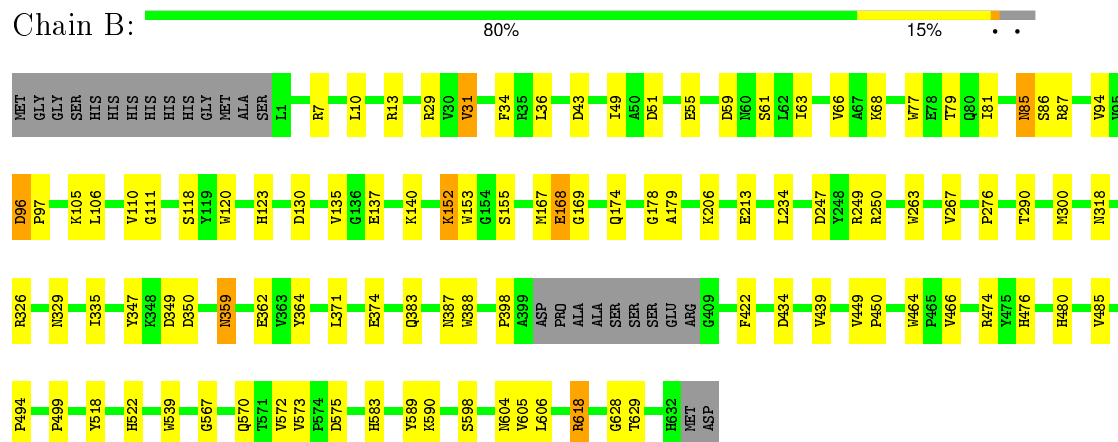 Chain B:
80% 15% • •
MET GLY GLY SER HIS HIS HIS HIS HIS HIS GLY MET ALA SER L1 R7 L10 R13 R29 V30 V31 F34 R35 L36 D43 I49 A50 D51 E55 D59 N60 S61 L62 I63 V66 A67 K68 W77 E78 T79 Q80 I81 N85 S86 R87 V94 V95
D96 P97 K105 L106 V110 G111 S118 Y119 W120 H123 D130 V135 G136 E137 K140 K152 W153 G154 S155 M167 E168 G169 Q174 G178 A179 K206 E213 L234 D247 Y248 R249 R250 W263 V267 P276 T290 M300 N318
R326 N329 I335 Y347 K348 D349 D350 N359 E362 V363 Y364 L371 E374 Q383 N387 W388 P398 A399 ASP PRO ALA ALA SER SER SER GLU ARG G409 F422 D434 V439 V449 P450 W464 P465 V466 R474 Y475 H476 H480 V485
P494 P499 Y518 H522 W539 G567 Q570 T571 V572 V573 P574 D575 H583 Y589 K590 S598 N604 V605 L606 R618 G628 T629 H632 MET ASP